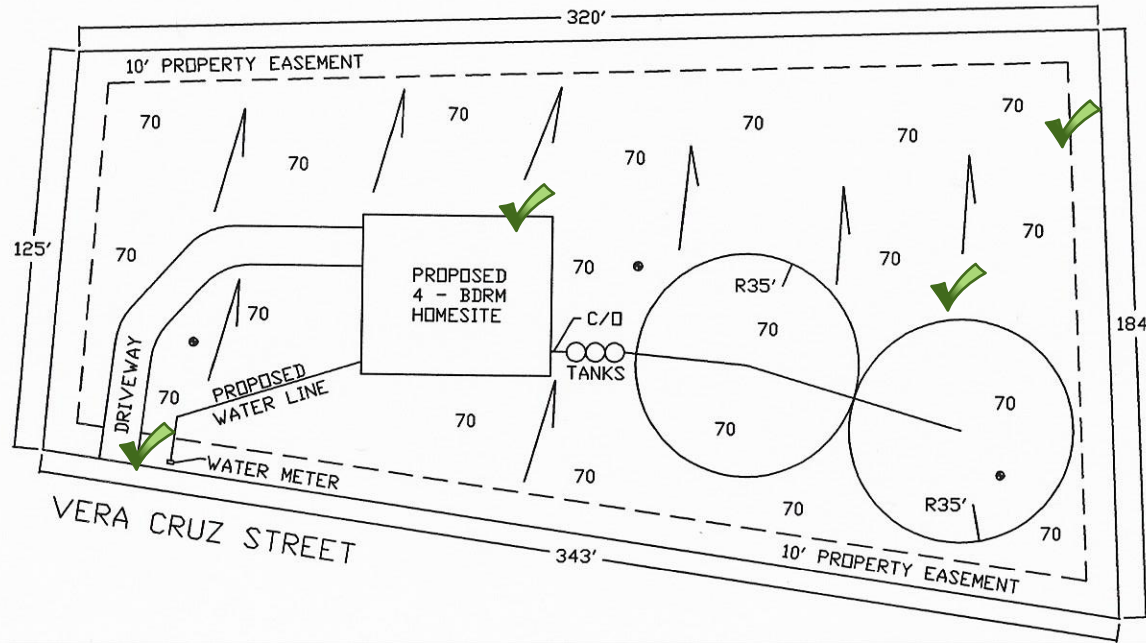 320'
10' PROPERTY EASEMENT
70
70
70
70
70
70
70
70
70
70
125'
PROPOSED
4 - BDRM
HOMESITE
70
70
R35'
184
70
C/O
70
DRIVEWAY
PROPOSED
WATER LINE
TANKS
70
70
70
70
WATER METER
70
70
R35'
70
VERA CRUZ STREET
343'
10' PROPERTY EASEMENT